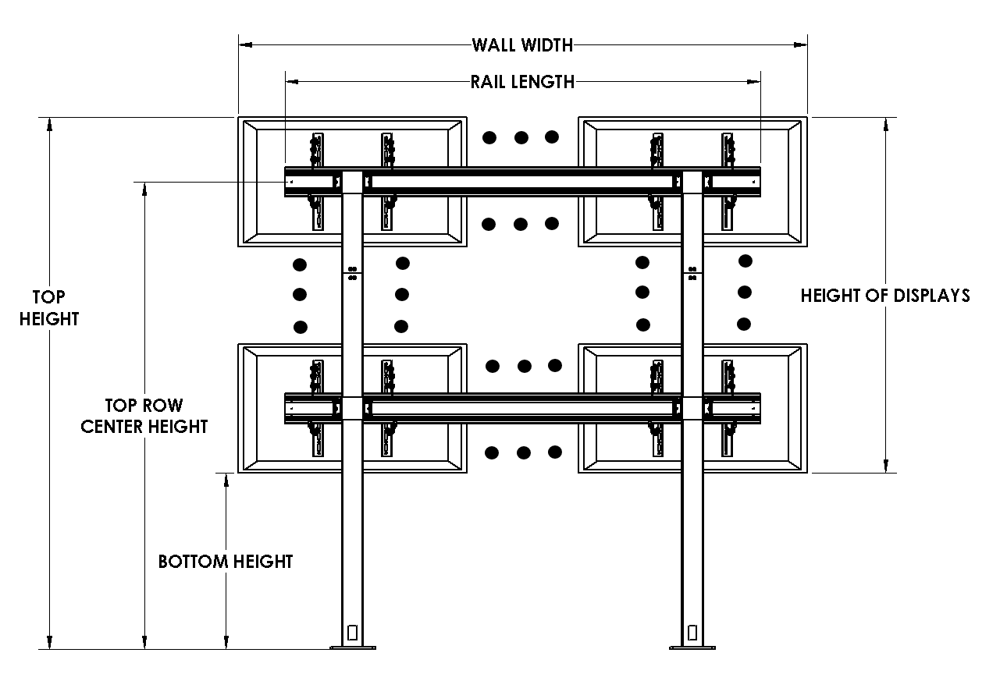 WALL WIDTH
RAIL LENGTH
TOP
HEIGHT
HEIGHT OF DISPLAYS
TOP ROW
CENTER HEIGHT
BOTTOM HEIGHT